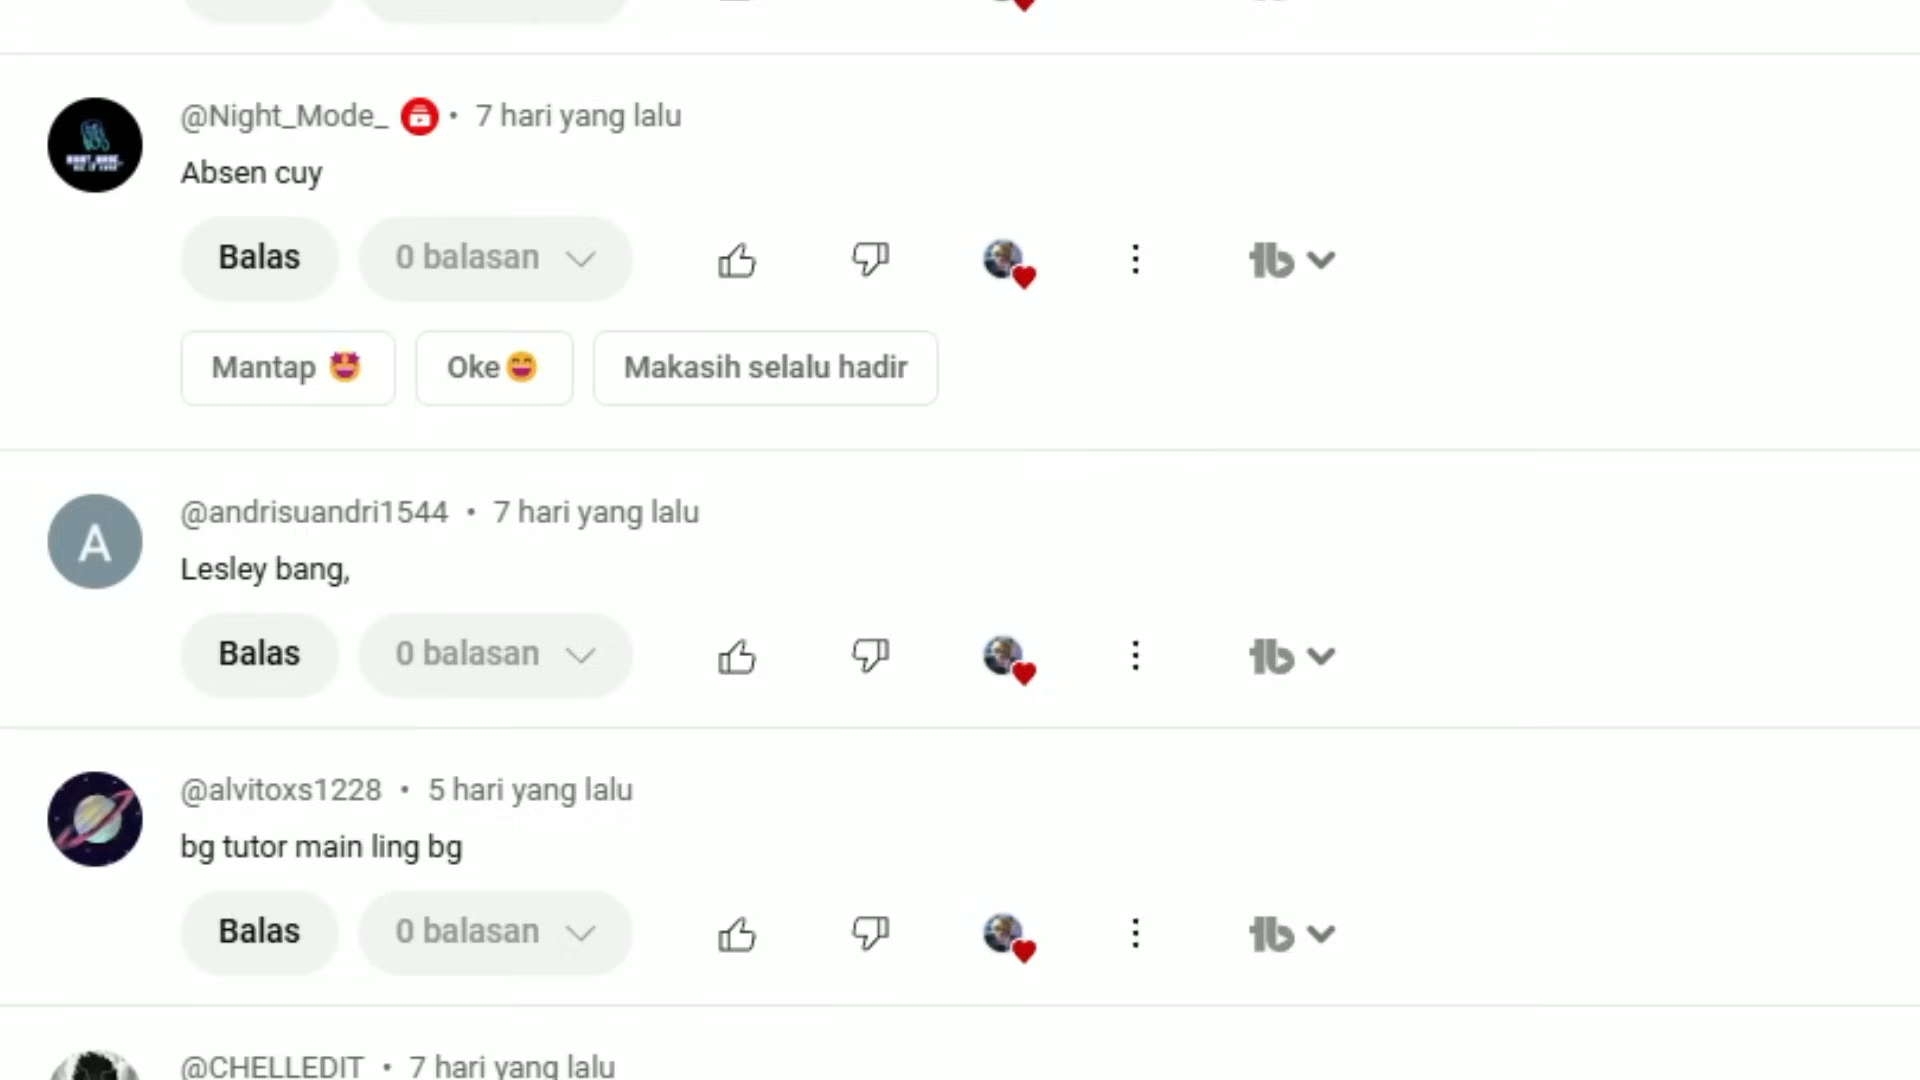 @Night_Mode_ • 7 hari yang lalu
Absen cuy
Balas 0 balasan
Mantap 🤩 Oke😄 Makasih selalu hadir
@andrisuandri1544 • 7 hari yang lalu
A
Lesley bang,
Balas 0 balasan
@alvitoxs1228 • 5 hari yang lalu
bg tutor main ling bg
Balas 0 balasan
@CHELLEDIT • 7 hari yang lalu